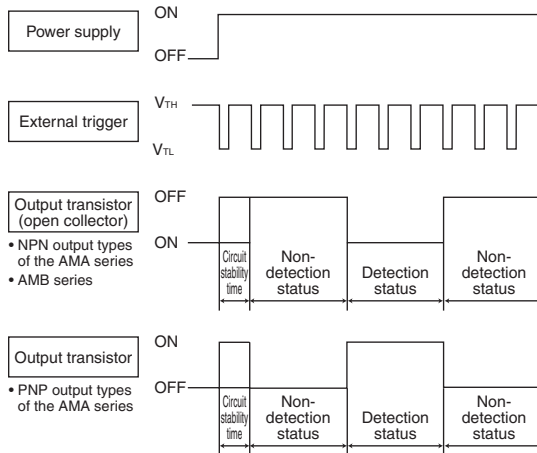 ON
Power supply
OFF
VTH
External trigger
VTL
Output transistor
(open collector)
• NPN output types
of the AMA series
• AMB series
OFF
ON
Circuit
stability
time
Non-
detection
status
Detection
status
Non-
detection
status
Output transistor
• PNP output types
of the AMA series
ON
OFF
Circuit
stability
time
Non-
detection
status
Detection
status
Non-
detection
status